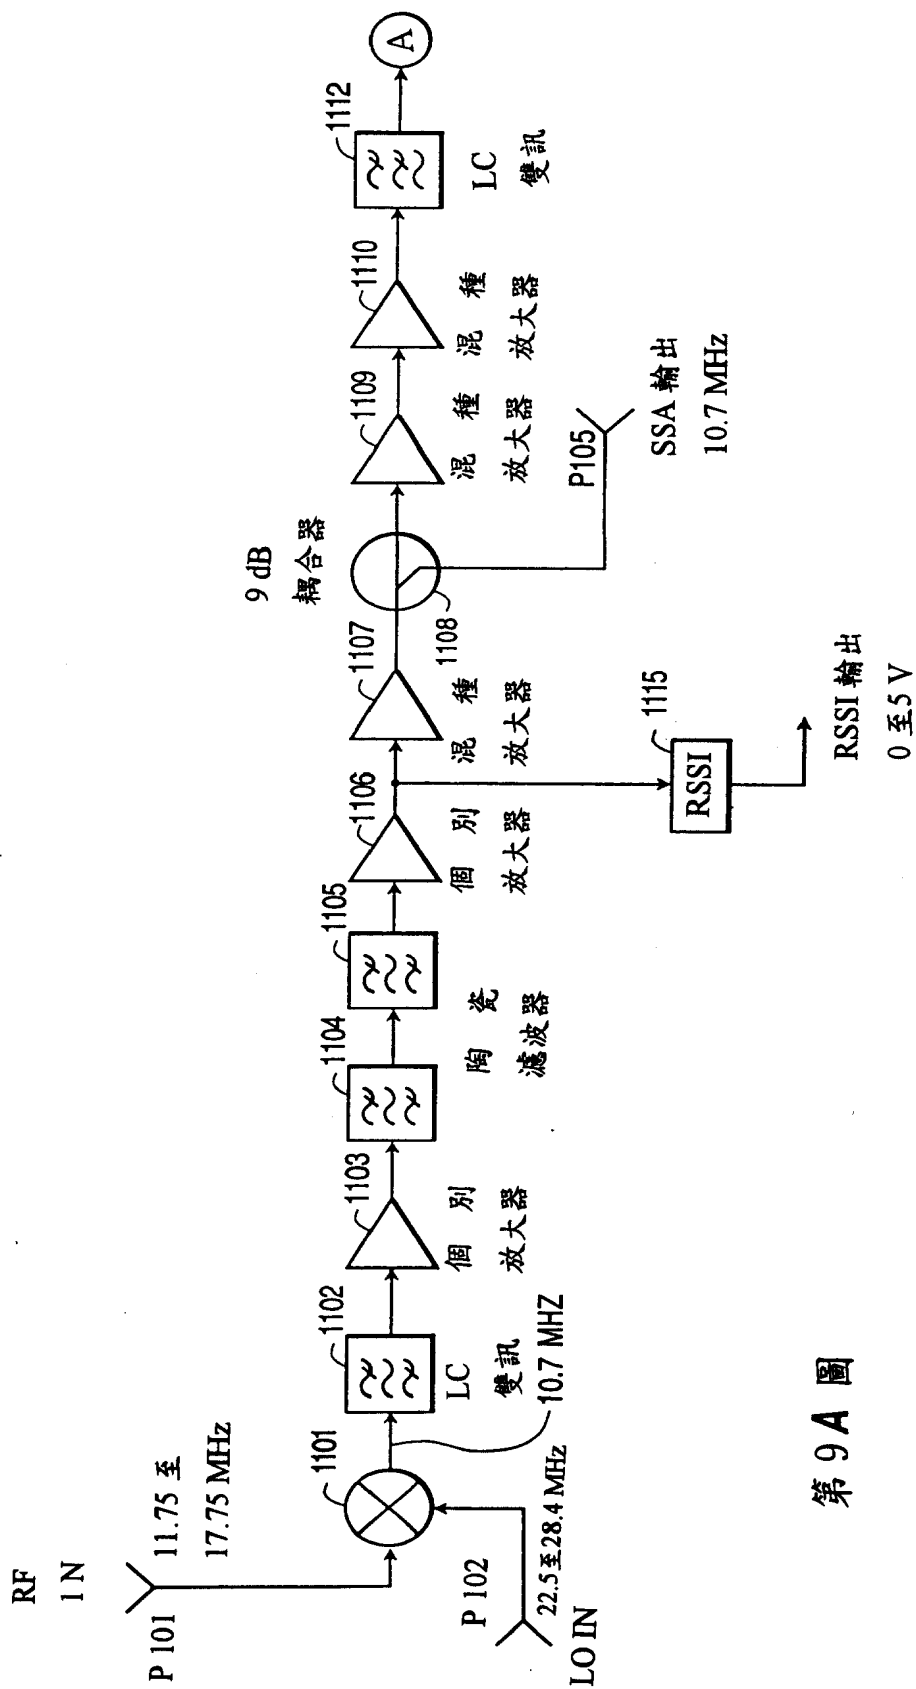 RF
1 N
P 101
11.75 至
17.75 MHz
1101
P 102
22.5至28.4 MHz
LO IN
10.7 MHZ
1102
LC
雙訊
1103
個別
放大器
1104
1105
陶瓷
濾波器
1106
個別
放大器
1107
混種
放大器
RSSI
1115
RSSI 輸出
0 至5 V
9 dB
耦合器
1108
P105
SSA 輸出
10.7 MHz
1109
混種
放大器
1110
混種
放大器
1112
LC
雙訊
A
第 9A 圖